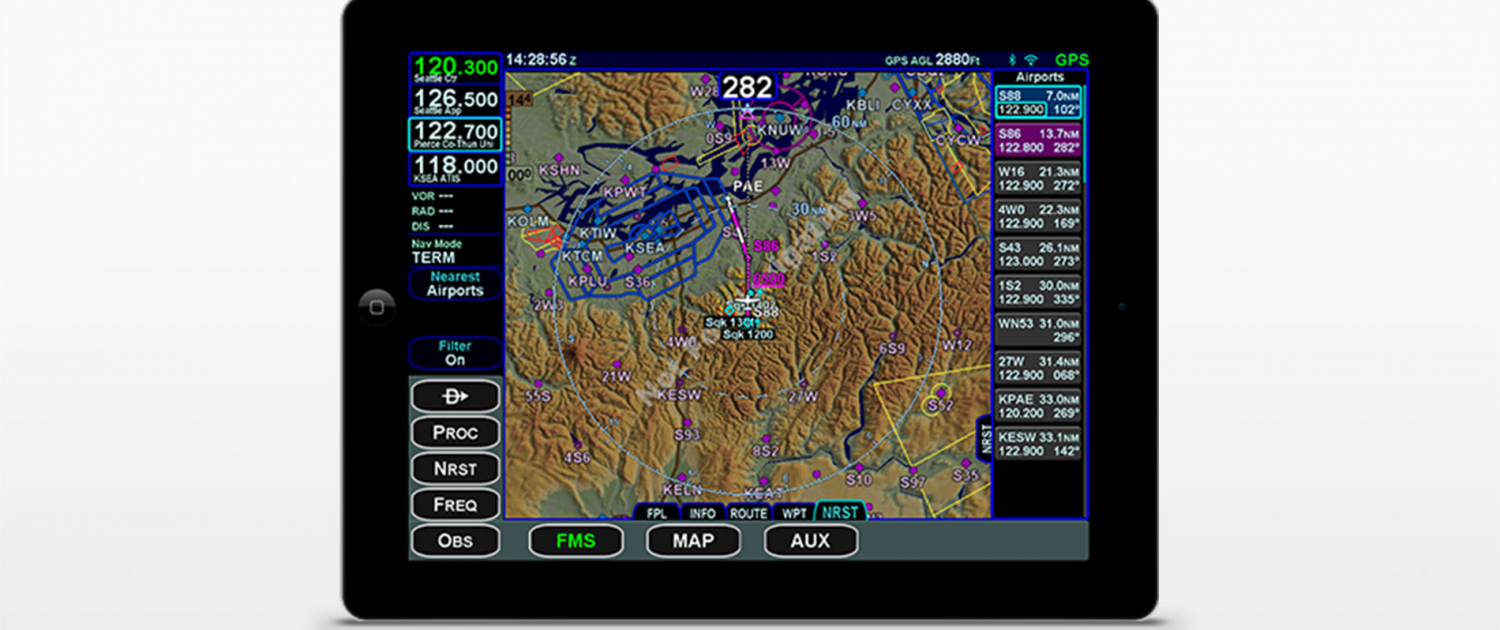 120.300
Seattle Ctr
126.500
Seattle App
122.700
Pierce Co-Thun Uni
118.000
KSEA ATIS
VOR ---
RAD ---
DIS ---
Nav Mode
TERM
Nearest
Airports
Filter
On
D
PROC
NRST
FREQ
OBS
14:28:56 Z
GPS AGL 2880FT
GPS
282
144
00°
KBLI
CYXX
60NM
CYCW
KNUW
0S9
13W
KSHN
KPWT
PAE
30NM
3W5
KOLM
KTIW
KSEA
S86
1S2
KTCM
KPLU
S36
S88
Sqk 1200
4W0
6S9
W12
21W
55S
KESW
27W
S52
S93
8S2
4S6
KELN
KEAT
S10
S97
S35
FPL
INFO
ROUTE
WPT
NRST
FMS
MAP
AUX
NRST
Airports
S88 7.0NM
122.900 102°
S86 13.7NM
122.800 282°
W16 21.3NM
122.900 272°
4W0 22.3NM
122.900 169°
S43 26.1NM
123.000 273°
1S2 30.0NM
122.900 335°
WN53 31.0NM
296°
27W 31.4NM
122.900 068°
KPAE 33.0NM
120.200 269°
KESW 33.1NM
122.900 142°